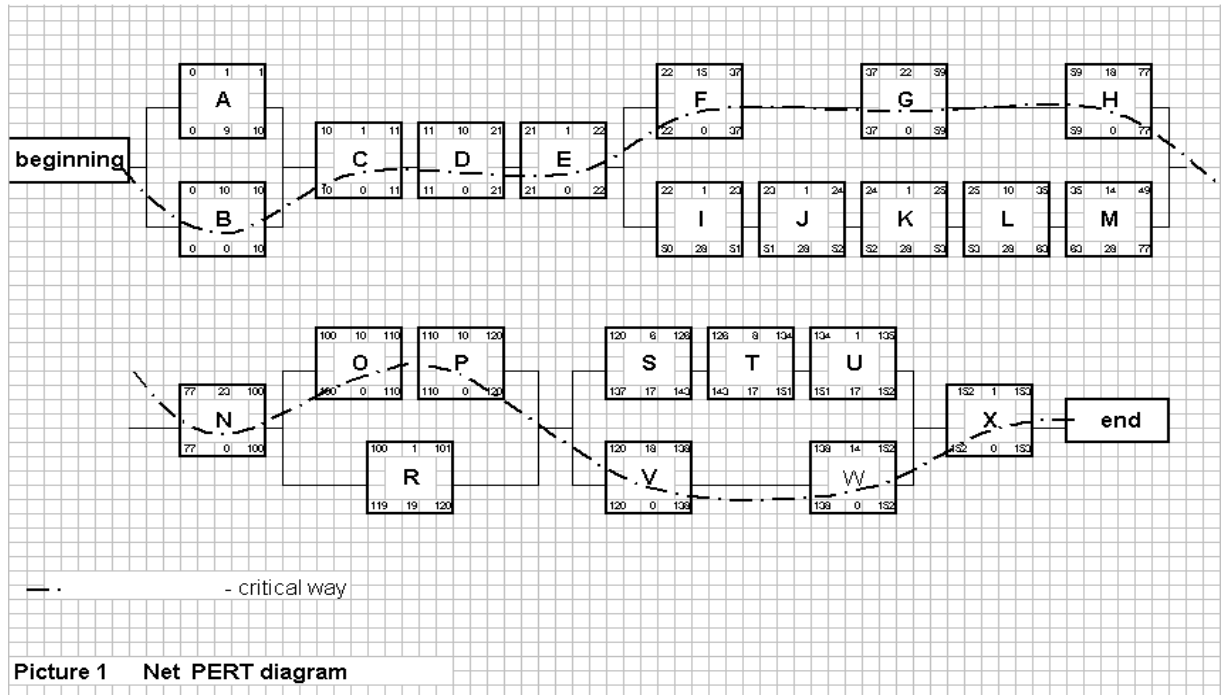 0 1 1
A
0 9 10
beginning
0 10 10
B
0 0 10
10 1 11
C
10 0 11
11 10 21
D
11 0 21
21 1 22
E
21 0 22
22 15 37
F
22 0 37
37 22 59
G
37 0 59
59 18 77
H
59 0 77
22 1 23
I
50 28 51
23 1 24
J
51 28 52
24 1 25
K
52 28 53
25 10 35
L
53 28 63
35 14 49
M
63 28 77
77 23 100
N
77 0 100
100 10 110
O
100 0 110
110 10 120
P
110 0 120
100 1 101
R
119 19 120
120 6 126
S
137 17 143
126 8 134
T
143 17 151
134 1 135
U
151 17 152
120 18 138
V
120 0 138
138 14 152
W
138 0 152
152 1 153
X
152 0 153
end
- critical way
Picture 1 Net PERT diagram